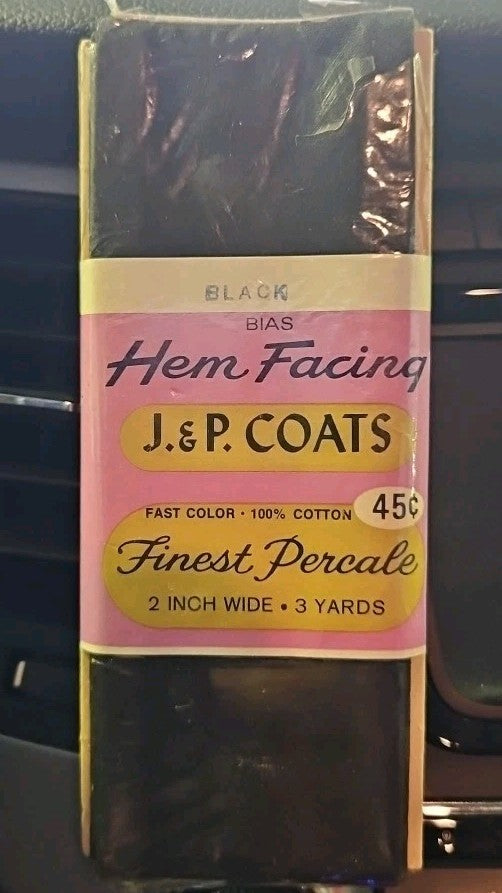 BLACK
BIAS
Hem Facing
J.&P. COATS
FAST COLOR · 100% COTTON 45¢
Finest Percale
2 INCH WIDE • 3 YARDS